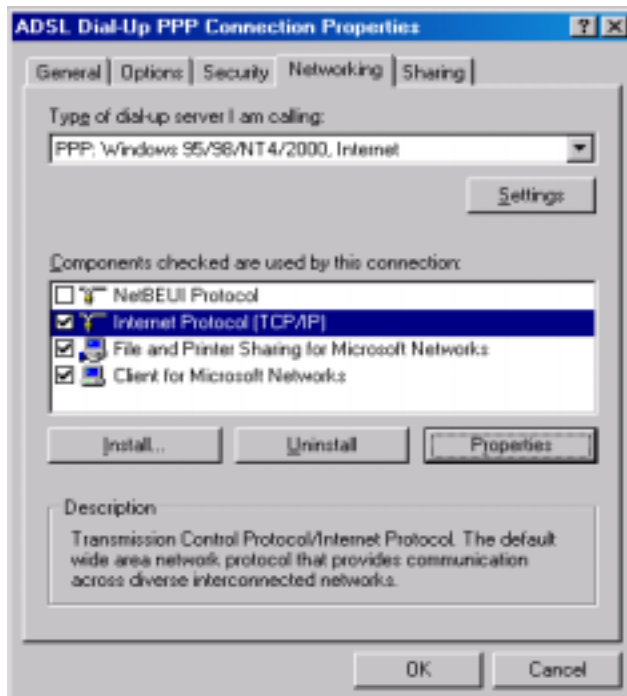 ADSL Dial-Up PPP Connection Properties
General Options Security Networking Sharing
Type of dial-up server I am calling:
PPP: Windows 95/98/NT4/2000, Internet
Settings
Components checked are used by this connection:
NetBEUI Protocol
Internet Protocol (TCP/IP)
File and Printer Sharing for Microsoft Networks
Client for Microsoft Networks
Install... Uninstall Properties
Description
Transmission Control Protocol/Internet Protocol. The default
wide area network protocol that provides communication
across diverse interconnected networks.
OK Cancel